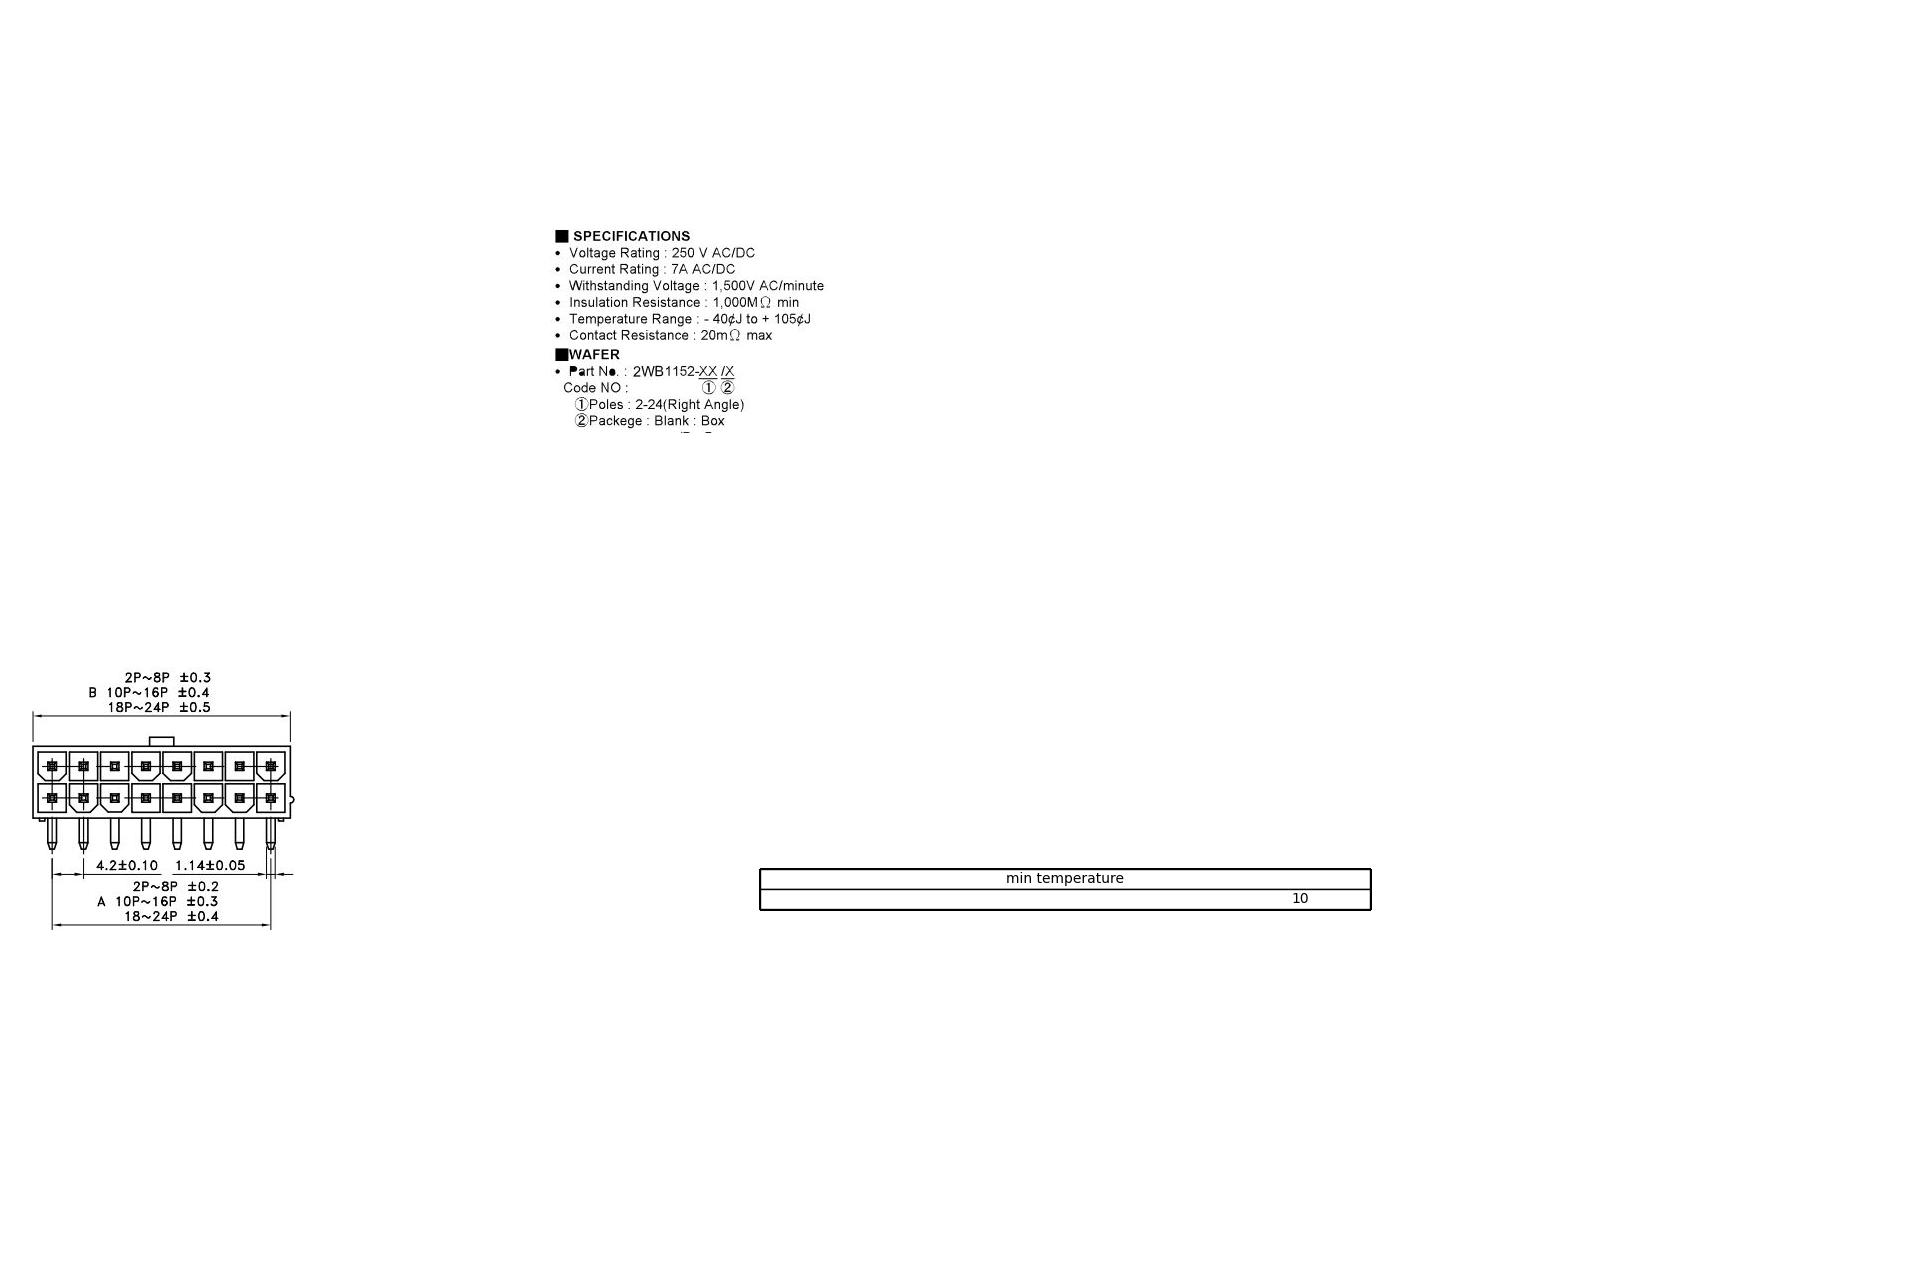 ■ SPECIFICATIONS
• Voltage Rating : 250 V AC/DC
• Current Rating : 7A AC/DC
• Withstanding Voltage : 1,500V AC/minute
• Insulation Resistance : 1,000MΩ min
• Temperature Range : - 40¢J to + 105¢J
• Contact Resistance : 20mΩ max
■WAFER
• Part No. : 2WB1152-XX /X
Code NO : ① ②
①Poles : 2-24(Right Angle)
②Packege : Blank : Box
2P~8P ±0.3
B 10P~16P ±0.4
18P~24P ±0.5
4.2±0.10 1.14±0.05
2P~8P ±0.2
A 10P~16P ±0.3
18~24P ±0.4
min temperature
10